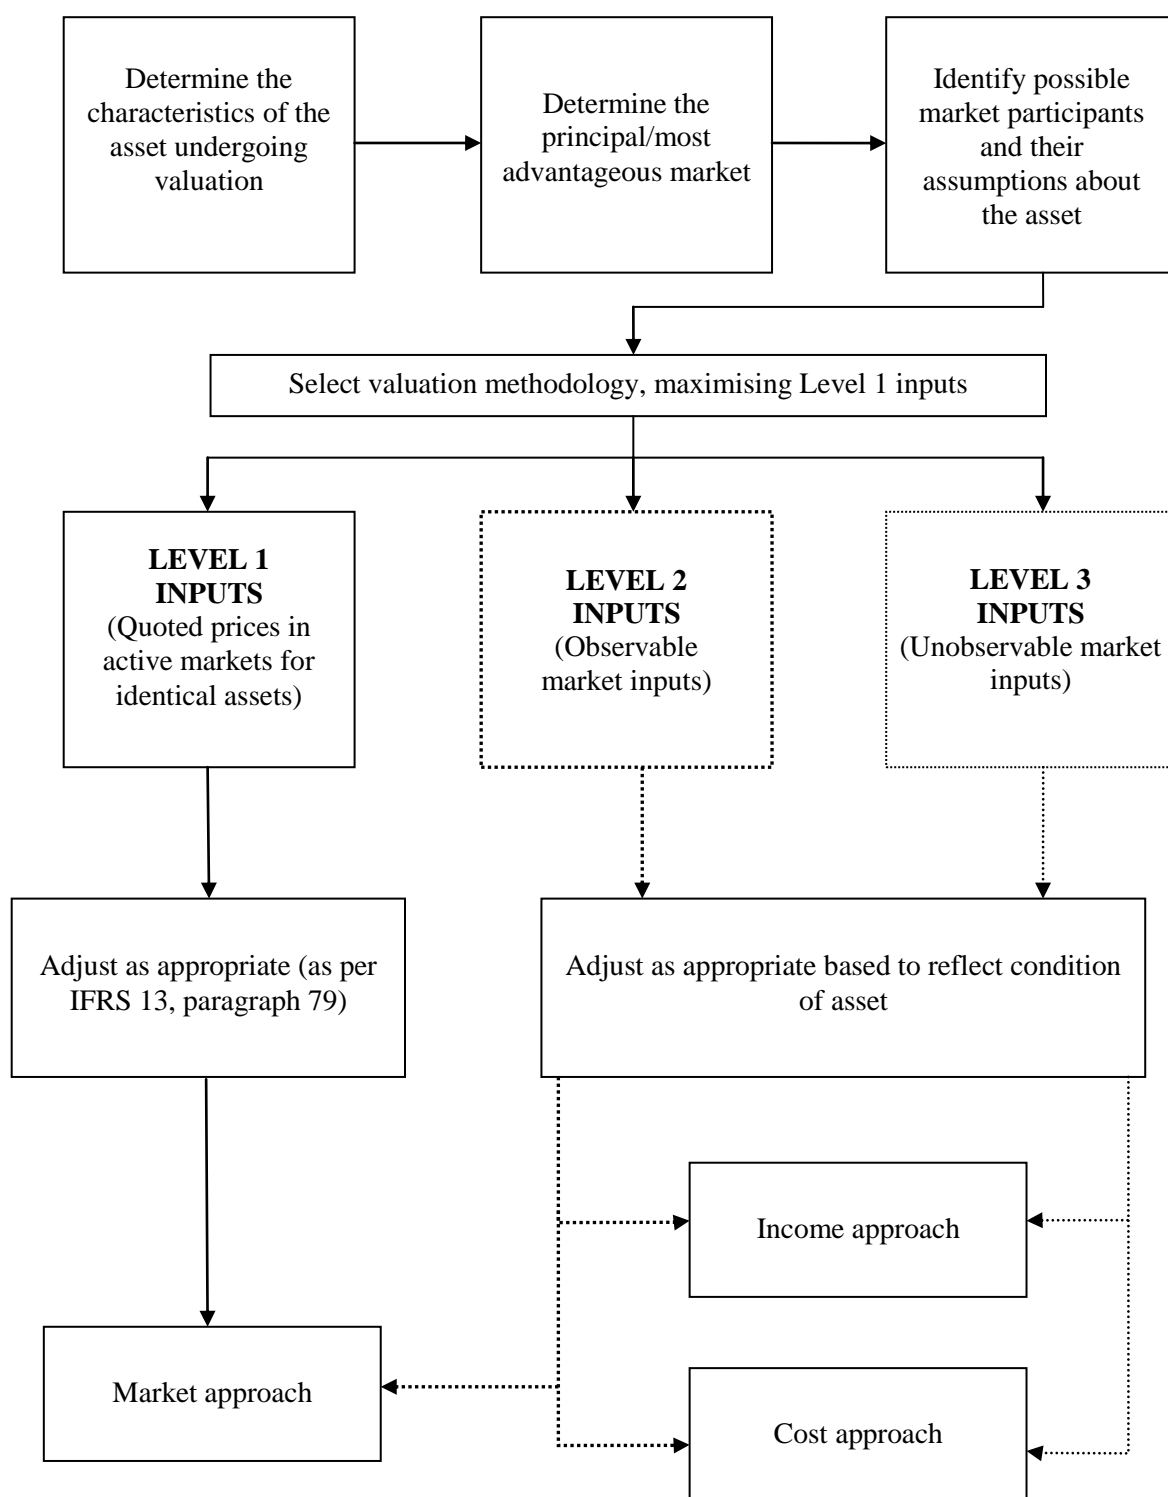 Determine the
characteristics of the
asset undergoing
valuation
Determine the
principal/most
advantageous market
Identify possible
market participants
and their
assumptions about
the asset
Select valuation methodology, maximising Level 1 inputs
LEVEL 1
INPUTS
(Quoted prices in
active markets for
identical assets)
LEVEL 2
INPUTS
(Observable
market inputs)
LEVEL 3
INPUTS
(Unobservable market
inputs)
Adjust as appropriate (as per
IFRS 13, paragraph 79)
Adjust as appropriate based to reflect condition
of asset
Income approach
Market approach
Cost approach